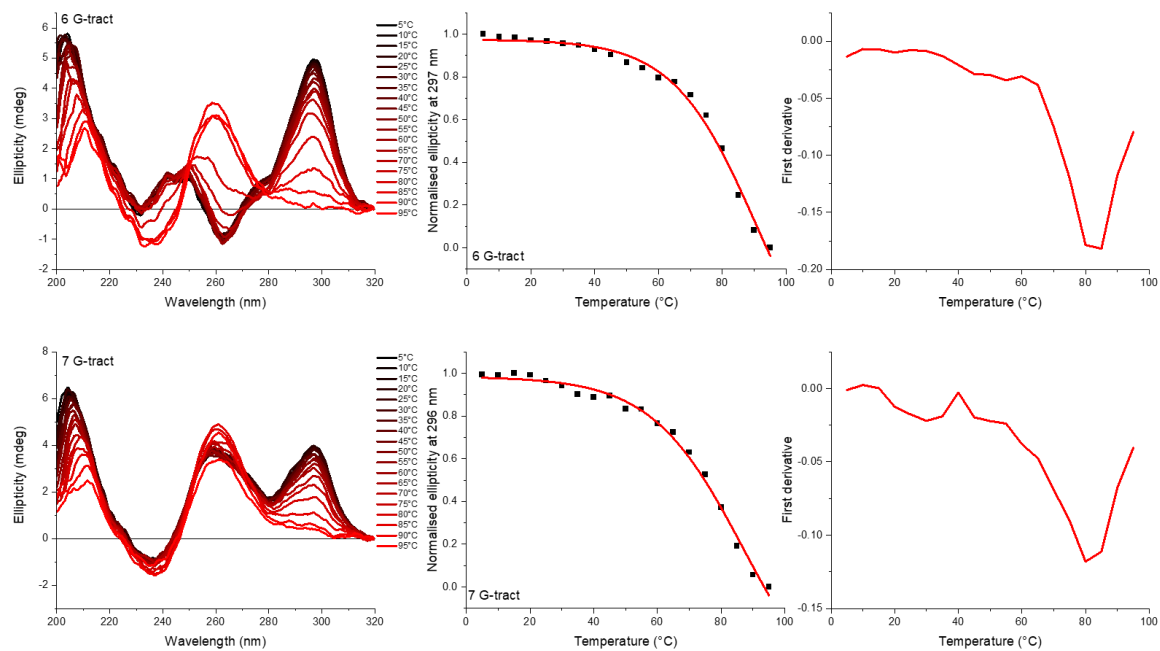 6 G-tract
Ellipticity (mdeg)
6
5
4
3
2
1
0
-1
-2
200 220 240 260 280 300 320
Wavelength (nm)
5°C
10°C
15°C
20°C
25°C
30°C
35°C
40°C
45°C
50°C
55°C
60°C
65°C
70°C
75°C
80°C
85°C
90°C
95°C
Normalised ellipticity at 297 nm
1.0
0.8
0.6
0.4
0.2
0.0
6 G-tract
0 20 40 60 80 100
Temperature (°C)
First derivative
0.00
-0.05
-0.10
-0.15
-0.20
0 20 40 60 80 100
Temperature (°C)
7 G-tract
Ellipticity (mdeg)
8
6
4
2
0
-2
200 220 240 260 280 300 320
Wavelength (nm)
5°C
10°C
15°C
20°C
25°C
30°C
35°C
40°C
45°C
50°C
55°C
60°C
65°C
70°C
75°C
80°C
85°C
90°C
95°C
Normalised ellipticity at 296 nm
1.0
0.8
0.6
0.4
0.2
0.0
7 G-tract
0 20 40 60 80 100
Temperature (°C)
First derivative
0.00
-0.05
-0.10
-0.15
0 20 40 60 80 100
Temperature (°C)